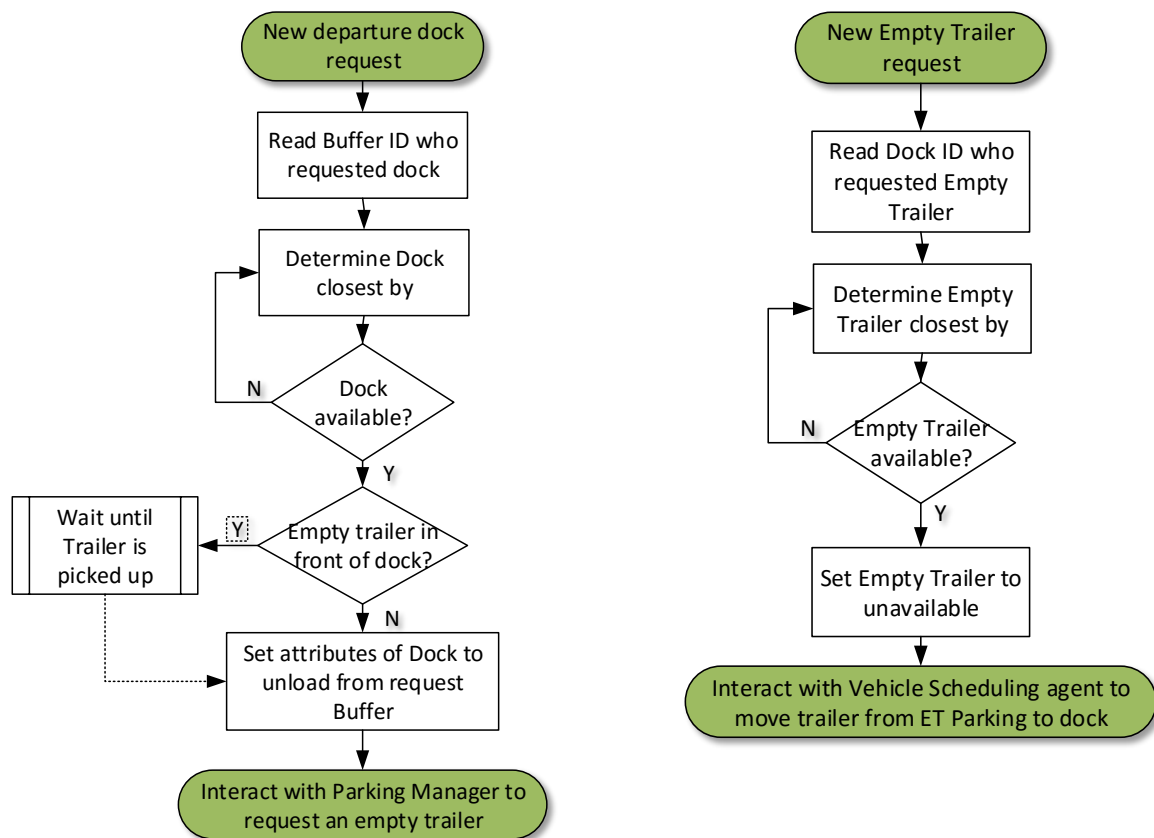 New departure dock
request
Read Buffer ID who
requested dock
Determine Dock
closest by
N
Dock
available?
Y
Wait until
Trailer is
picked up
Y
Empty trailer in
front of dock?
N
Set attributes of Dock to
unload from request
Buffer
Interact with Parking Manager to
request an empty trailer
New Empty Trailer
request
Read Dock ID who
requested Empty
Trailer
Determine Empty
Trailer closest by
N
Empty Trailer
available?
Y
Set Empty Trailer to
unavailable
Interact with Vehicle Scheduling agent to
move trailer from ET Parking to dock